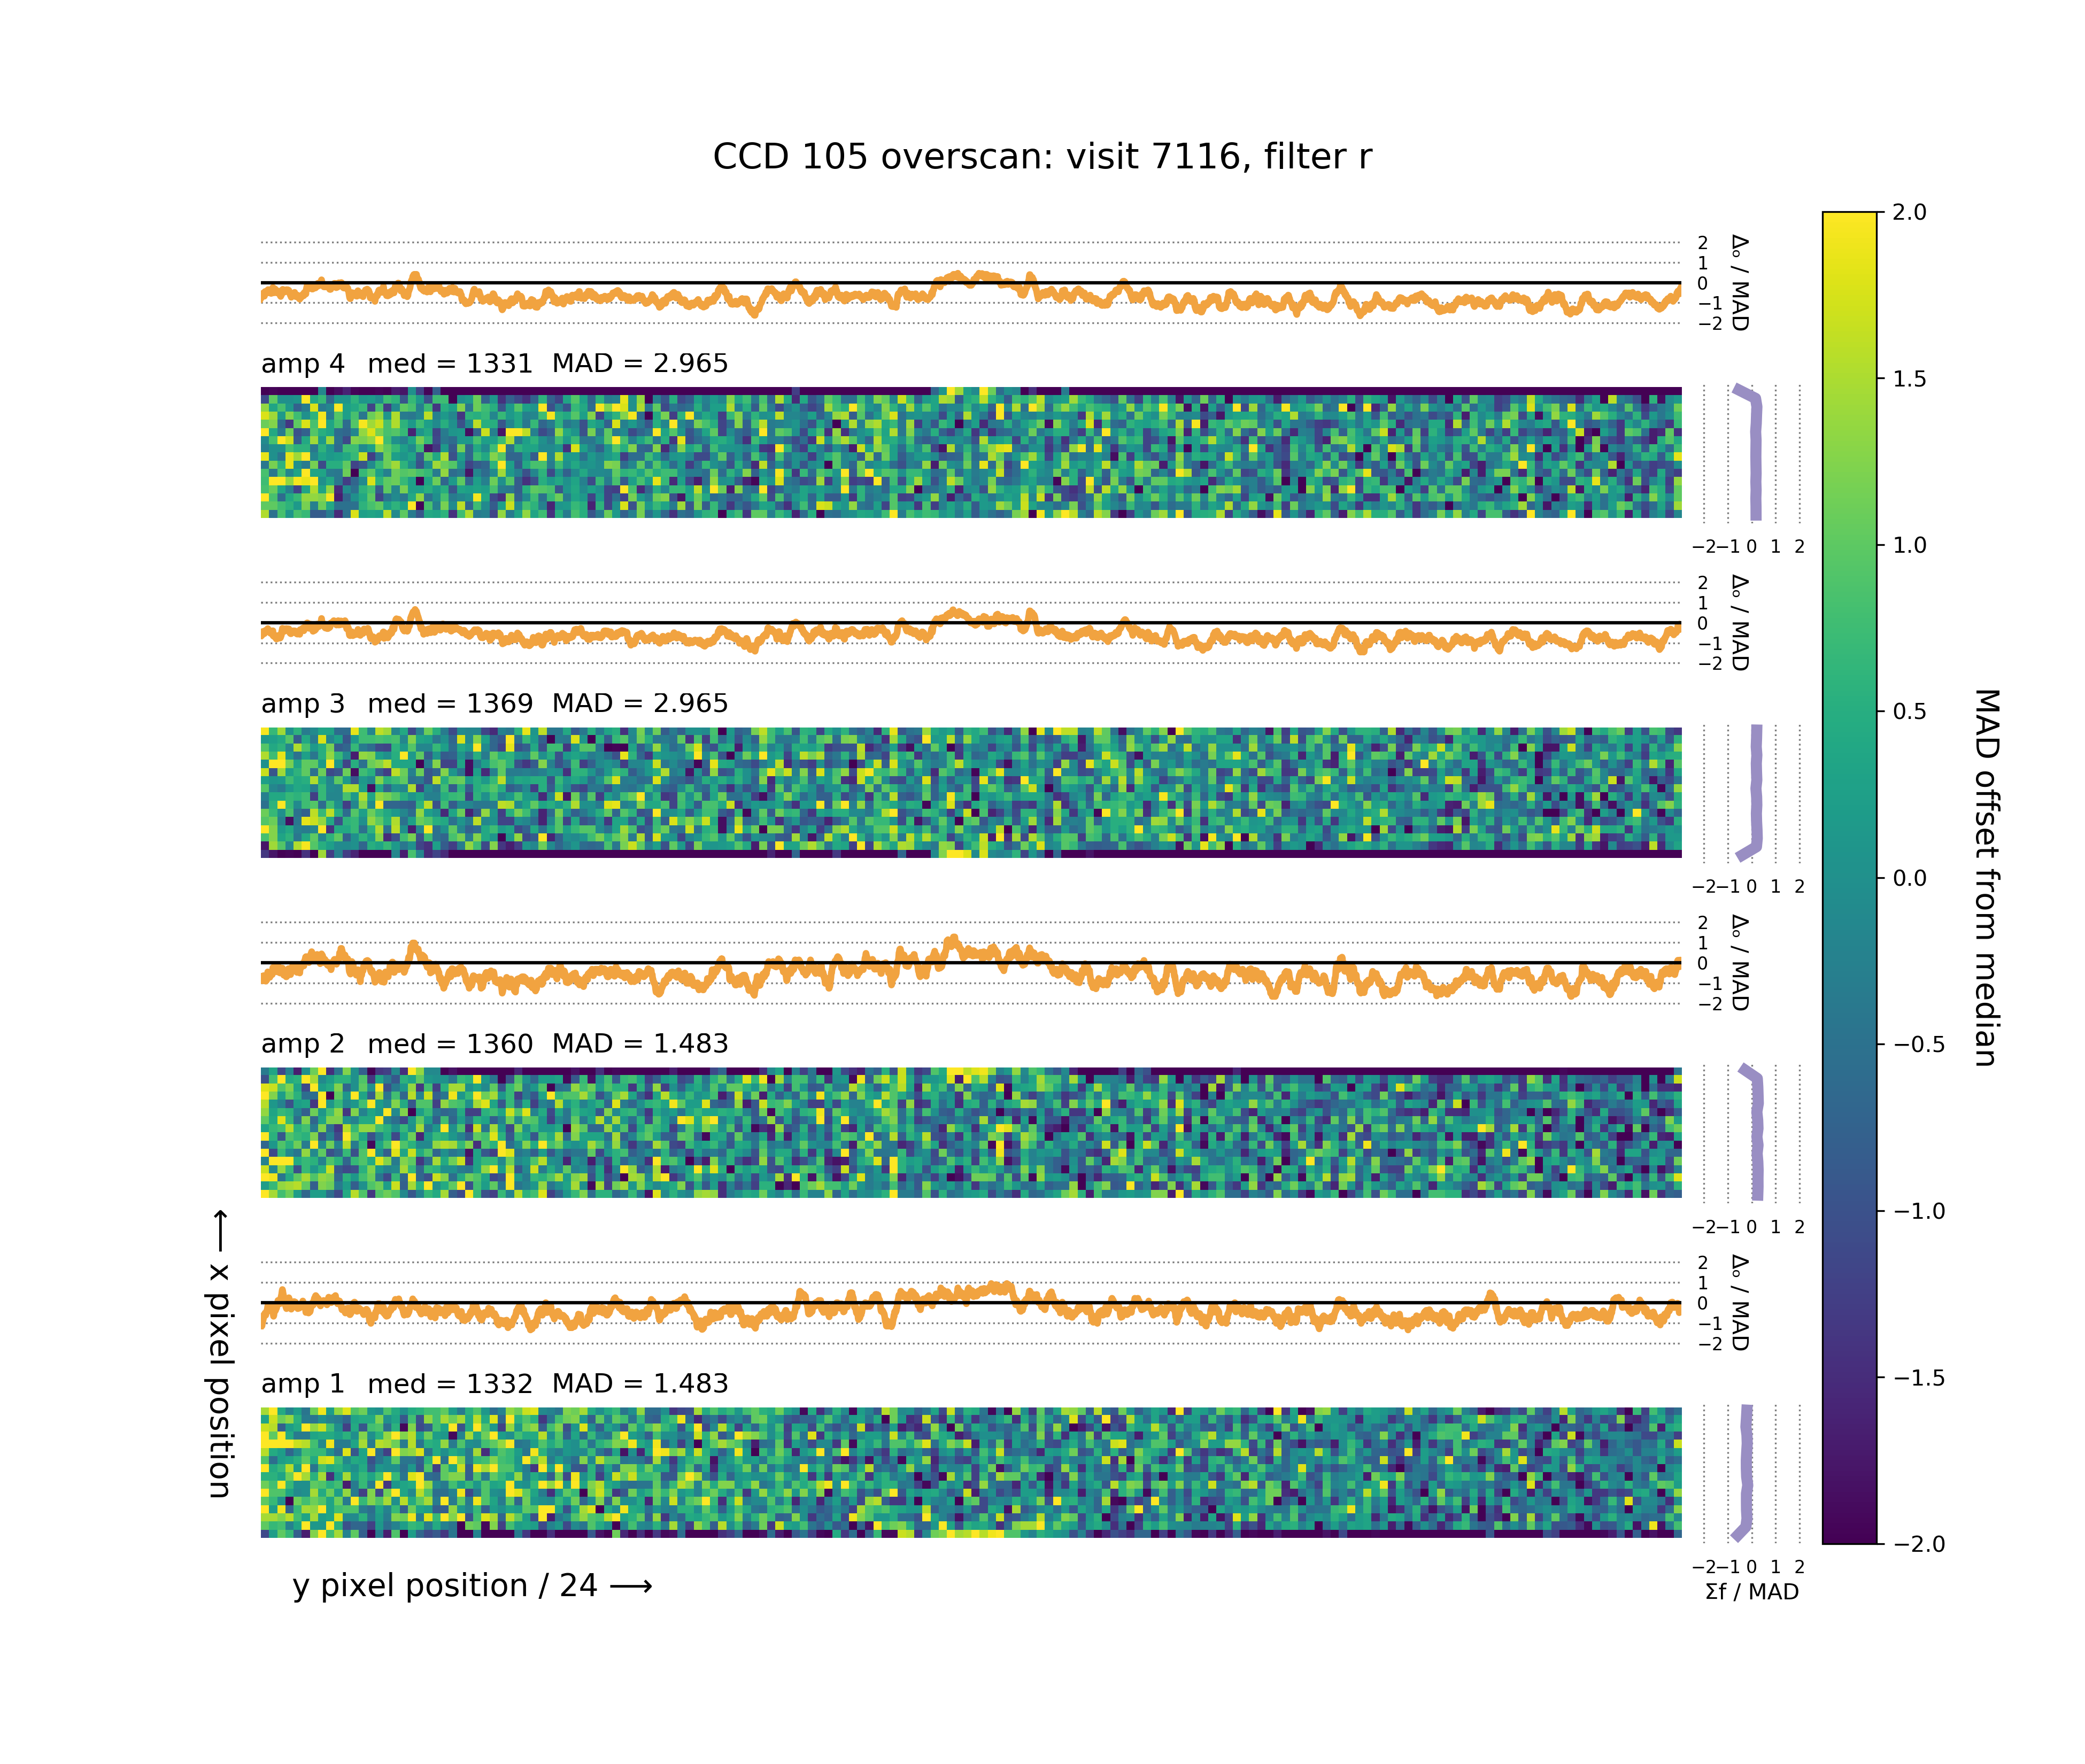 CCD 105 overscan: visit 7116, filter r
2
1
0
−1
−2
Δₒ / MAD
amp 4 med = 1331 MAD = 2.965
−2 −1 0 1 2
2
1
0
−1
−2
Δₒ / MAD
amp 3 med = 1369 MAD = 2.965
−2 −1 0 1 2
2
1
0
−1
−2
Δₒ / MAD
amp 2 med = 1360 MAD = 1.483
−2 −1 0 1 2
2
1
0
−1
−2
Δₒ / MAD
amp 1 med = 1332 MAD = 1.483
−2 −1 0 1 2
Σf / MAD
x pixel position ⟶
y pixel position / 24 ⟶
2.0
1.5
1.0
0.5
0.0
−0.5
−1.0
−1.5
−2.0
MAD offset from median